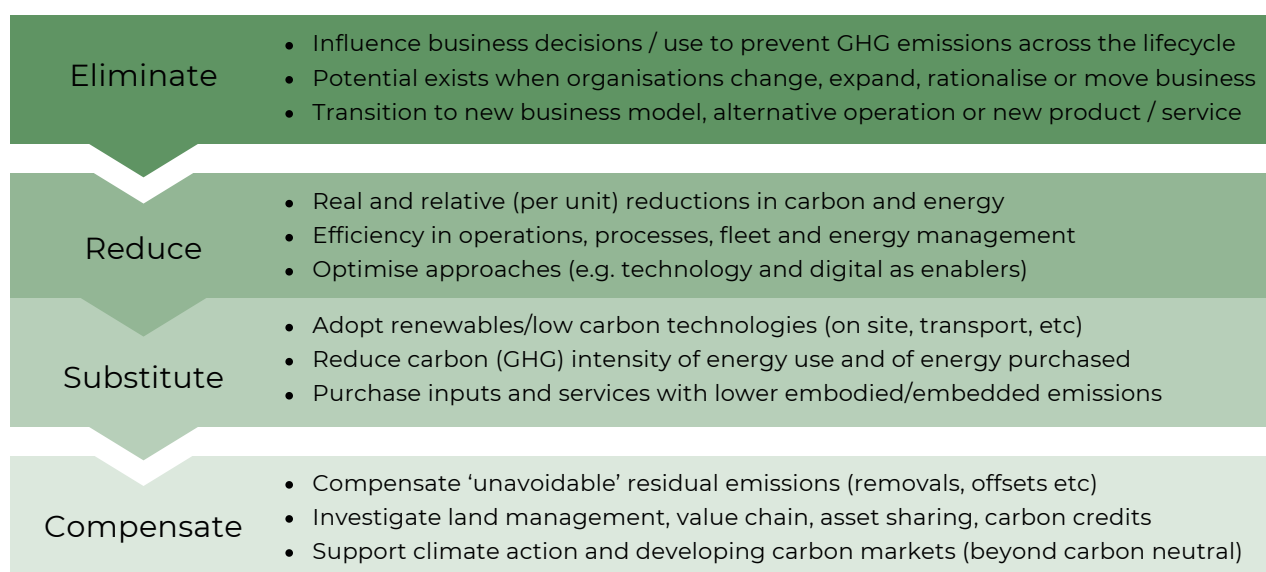 Eliminate
• Influence business decisions / use to prevent GHG emissions across the lifecycle
• Potential exists when organisations change, expand, rationalise or move business
• Transition to new business model, alternative operation or new product / service
Reduce
• Real and relative (per unit) reductions in carbon and energy
• Efficiency in operations, processes, fleet and energy management
• Optimise approaches (e.g. technology and digital as enablers)
Substitute
• Adopt renewables/low carbon technologies (on site, transport, etc)
• Reduce carbon (GHG) intensity of energy use and of energy purchased
• Purchase inputs and services with lower embodied/embedded emissions
Compensate
• Compensate ‘unavoidable’ residual emissions (removals, offsets etc)
• Investigate land management, value chain, asset sharing, carbon credits
• Support climate action and developing carbon markets (beyond carbon neutral)